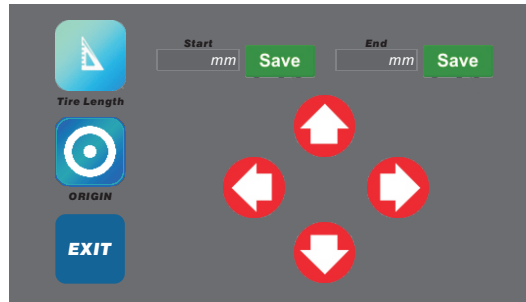 Start
End
mm
Save
mm
Save
Tire Length
ORIGIN
EXIT